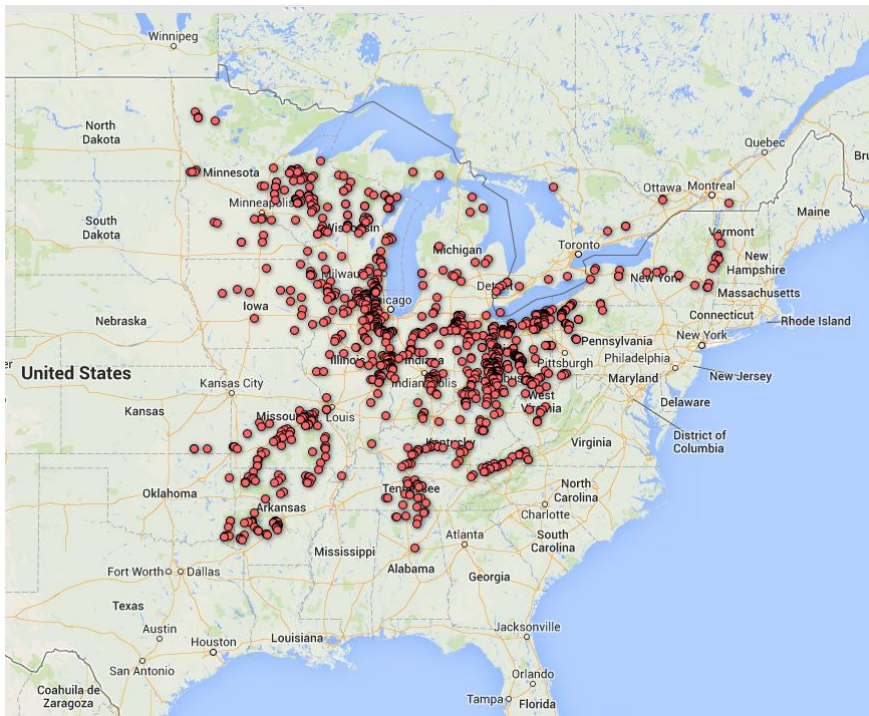 Winnipeg
North
Dakota
Minnesota
Minneapolis
South
Dakota
Wisconsin
Milwau
Michigan
Ottawa
Montreal
Quebec
Bru
Maine
Vermont
Toronto
New
Hampshire
Massachusetts
New York
Detroit
Iowa
Chicago
Nebraska
Connecticut
Rhode Island
Pennsylvania
New York
Pittsburgh
Philadelphia
New Jersey
Illinois
Indiana
Indianapolis
Maryland
Delaware
er
United States
Kansas City
Kansas
Missouri
Louis
West
Virginia
Virginia
District of
Columbia
Kentucky
Oklahoma
Tennessee
North
Carolina
Charlotte
Arkansas
Atlanta
South
Carolina
Mississippi
Alabama
Georgia
Fort Worth
Dallas
Texas
Austin
Houston
San Antonio
Louisiana
Jacksonville
Orlando
Tampa
Florida
Coahuila de
Zaragoza